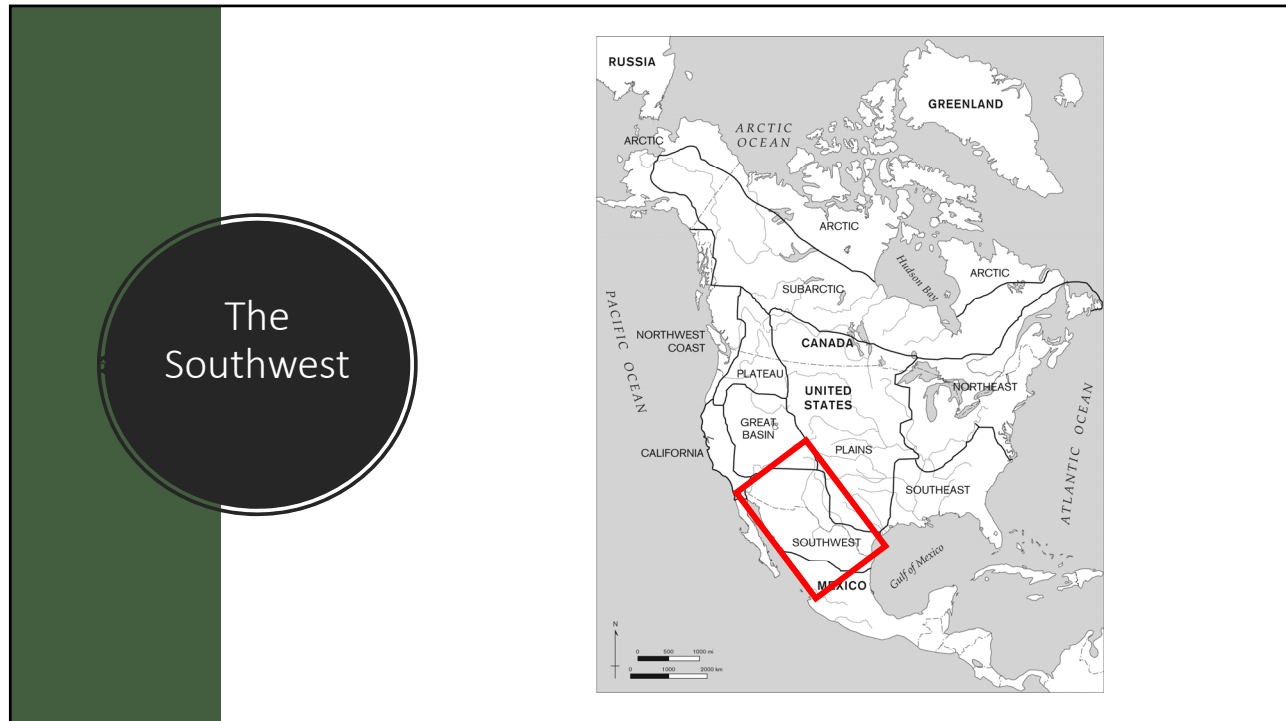 The
Southwest
RUSSIA
GREENLAND
ARCTIC
OCEAN
ARCTIC
ARCTIC
Hudson Bay
ARCTIC
SUBARCTIC
PACIFIC OCEAN
NORTHWEST
COAST
CANADA
PLATEAU
NORTHEAST
UNITED
STATES
GREAT
BASIN
CALIFORNIA
PLAINS
SOUTHEAST
ATLANTIC OCEAN
SOUTHWEST
Gulf of Mexico
MEXICO
N
0 500 1000 mi
0 1000 2000 km